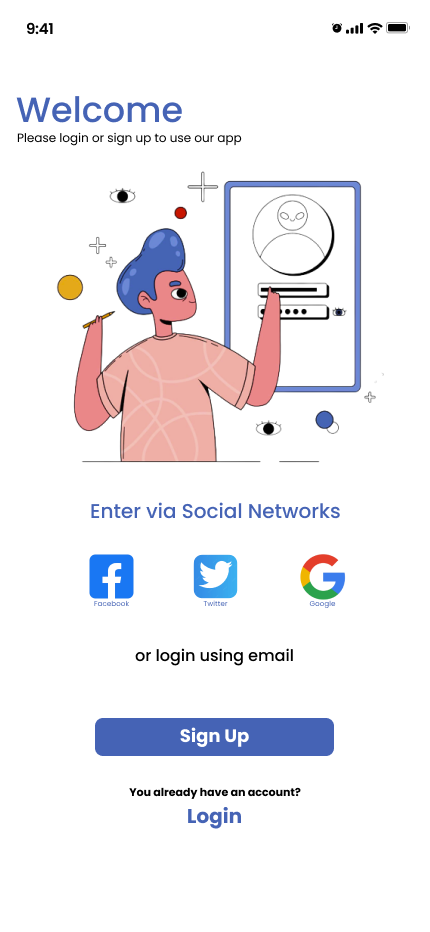 9:41
Welcome
Please login or sign up to use our app
Enter via Social Networks
Facebook Twitter Google
or login using email
Sign Up
You already have an account?
Login